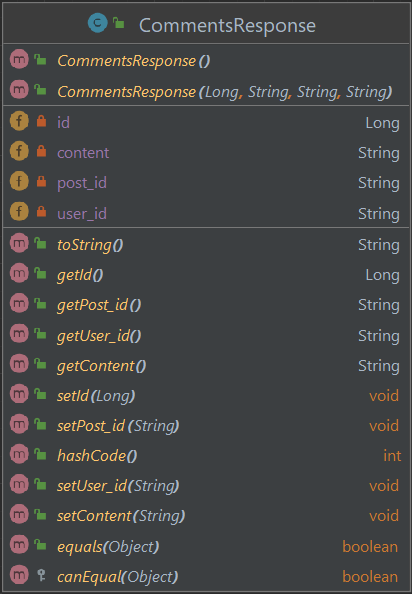 CommentsResponse
CommentsResponse()
CommentsResponse(Long, String, String, String)
id Long
content String
post_id String
user_id String
toString() String
getId() Long
getPost_id() String
getUser_id() String
getContent() String
setId(Long) void
setPost_id(String) void
hashCode() int
setUser_id(String) void
setContent(String) void
equals(Object) boolean
canEqual(Object) boolean